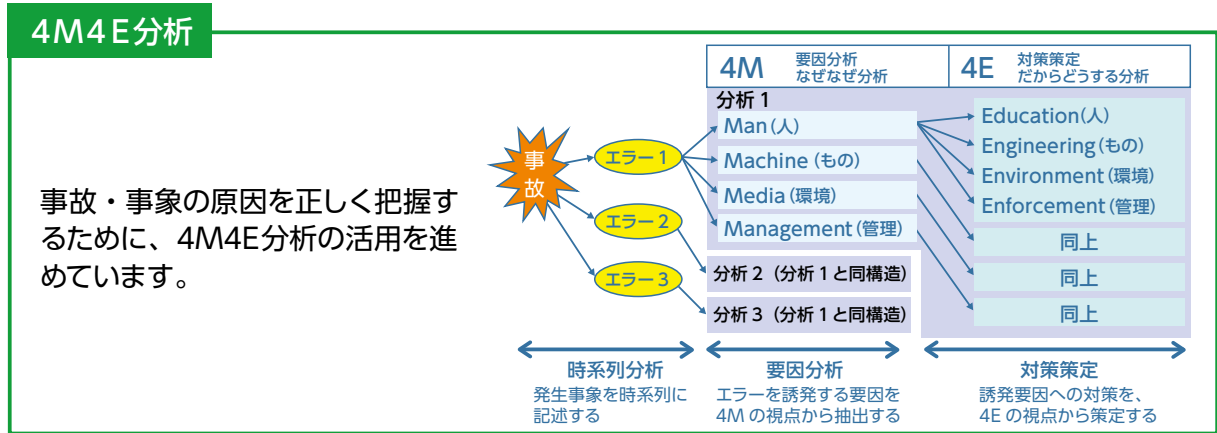 4M4E分析
事故・事象の原因を正しく把握す
るために、4M4E分析の活用を進
めています。
4M 要因分析
なぜなぜ分析
4E 対策策定
だからどうする分析
事
故
エラー1
エラー2
エラー3
分析1
Man(人)
Machine(もの)
Media(環境)
Management(管理)
分析2(分析1と同構造)
分析3(分析1と同構造)
Education(人)
Engineering(もの)
Environment(環境)
Enforcement(管理)
同上
同上
同上
時系列分析
発生事象を時系列に
記述する
要因分析
エラーを誘発する要因を
4Mの視点から抽出する
対策策定
誘発要因への対策を、
4Eの視点から策定する